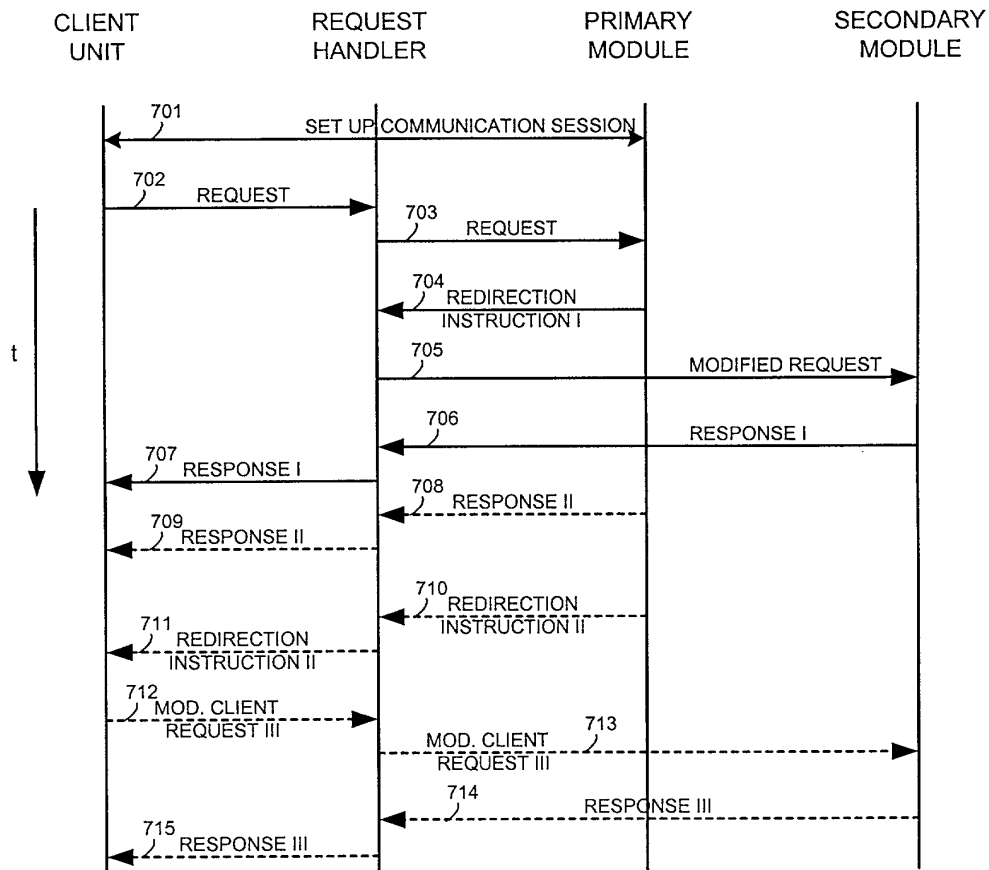 CLIENT
UNIT
REQUEST
HANDLER
PRIMARY
MODULE
SECONDARY
MODULE
701
SET UP COMMUNICATION SESSION
702
REQUEST
703
REQUEST
704
REDIRECTION
INSTRUCTION I
t
705
MODIFIED REQUEST
706
RESPONSE I
707
RESPONSE I
708
RESPONSE II
709
RESPONSE II
710
REDIRECTION
INSTRUCTION II
711
REDIRECTION
INSTRUCTION II
712
MOD. CLIENT
REQUEST III
713
MOD. CLIENT
REQUEST III
714
RESPONSE III
715
RESPONSE III